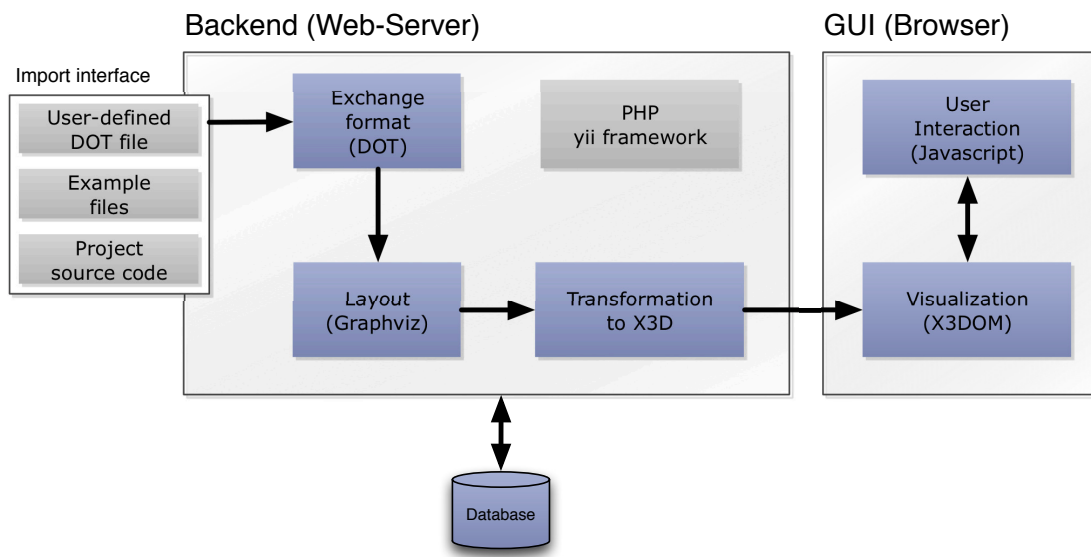 Backend (Web-Server)
GUI (Browser)
Import interface
User-defined
DOT file
Example
files
Project
source code
Exchange
format
(DOT)
PHP
yii framework
User
Interaction
(Javascript)
Layout
(Graphviz)
Transformation
to X3D
Visualization
(X3DOM)
Database